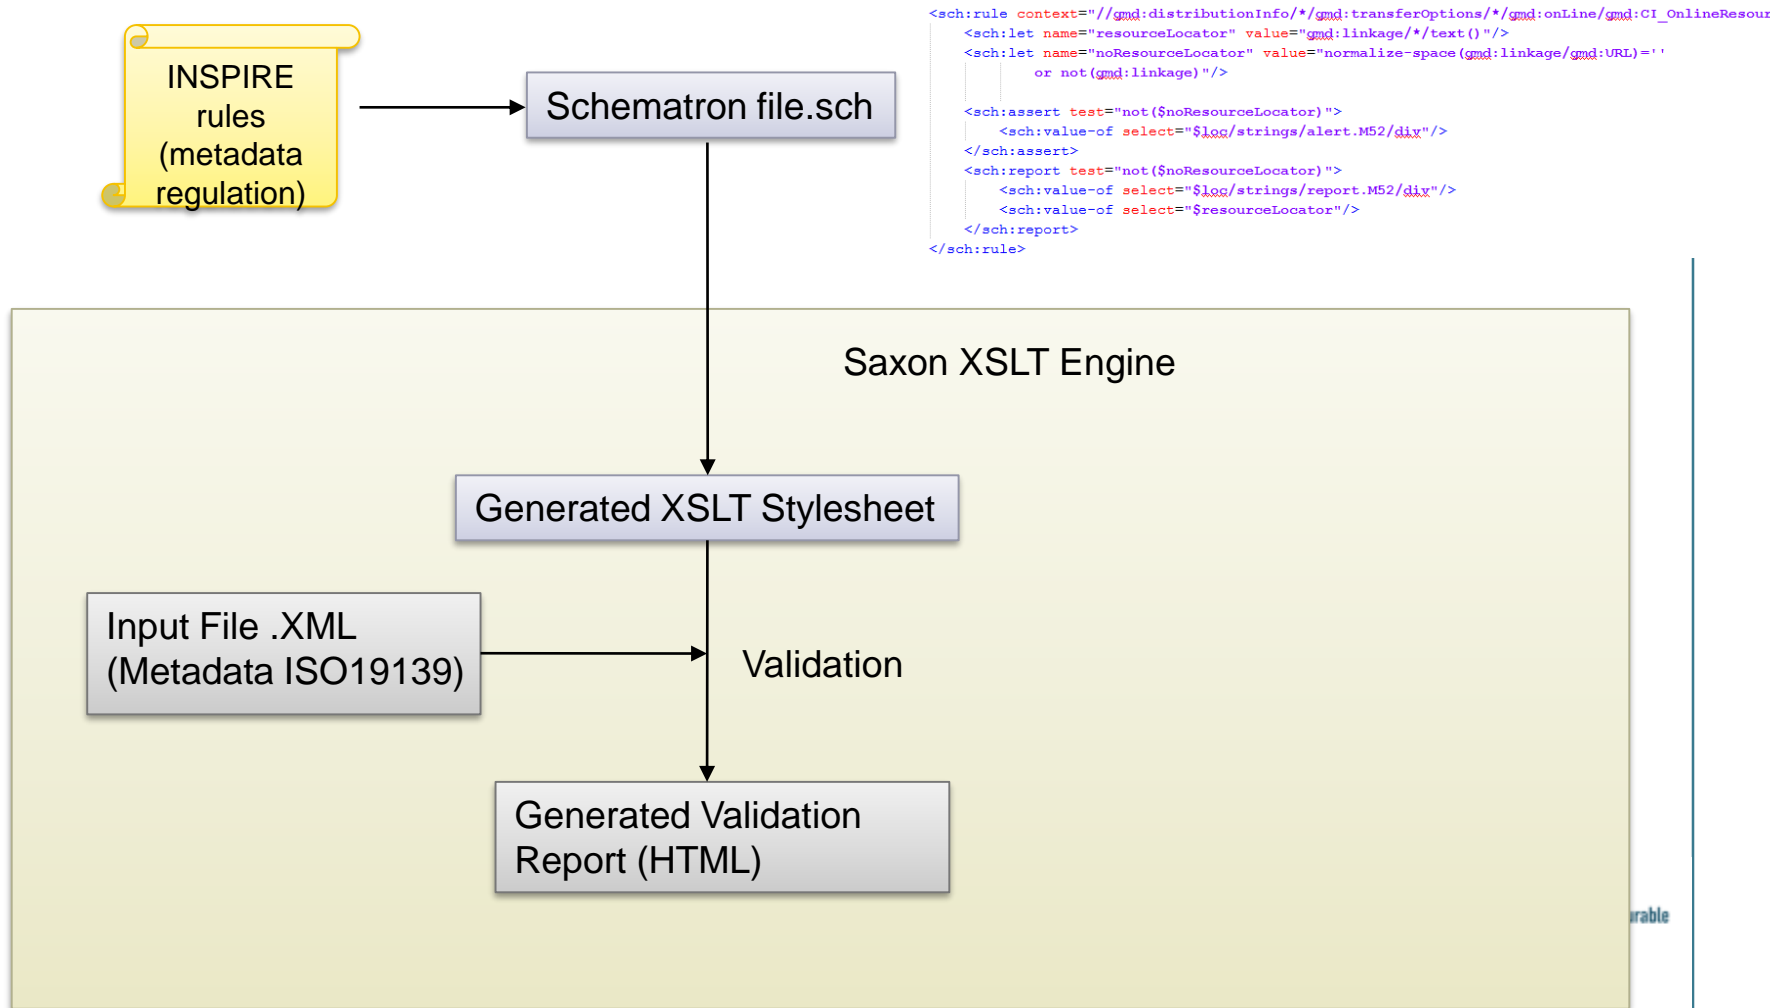 INSPIRE
rules
(metadata
regulation)
Schematron file.sch
<sch:rule context="//gmd:distributionInfo/*/gmd:transferOptions/*/gmd:onLine/gmd:CI_OnlineResour
<sch:let name="resourceLocator" value="gmd:linkage/*/text()"/>
<sch:let name="noResourceLocator" value="normalize-space(gmd:linkage/gmd:URL)=''
or not(gmd:linkage)"/>
<sch:assert test="not($noResourceLocator)">
<sch:value-of select="$loc/strings/alert.M52/div"/>
</sch:assert>
<sch:report test="not($noResourceLocator)">
<sch:value-of select="$loc/strings/report.M52/div"/>
<sch:value-of select="$resourceLocator"/>
</sch:report>
</sch:rule>
Saxon XSLT Engine
Generated XSLT Stylesheet
Input File .XML
(Metadata ISO19139)
Validation
Generated Validation
Report (HTML)